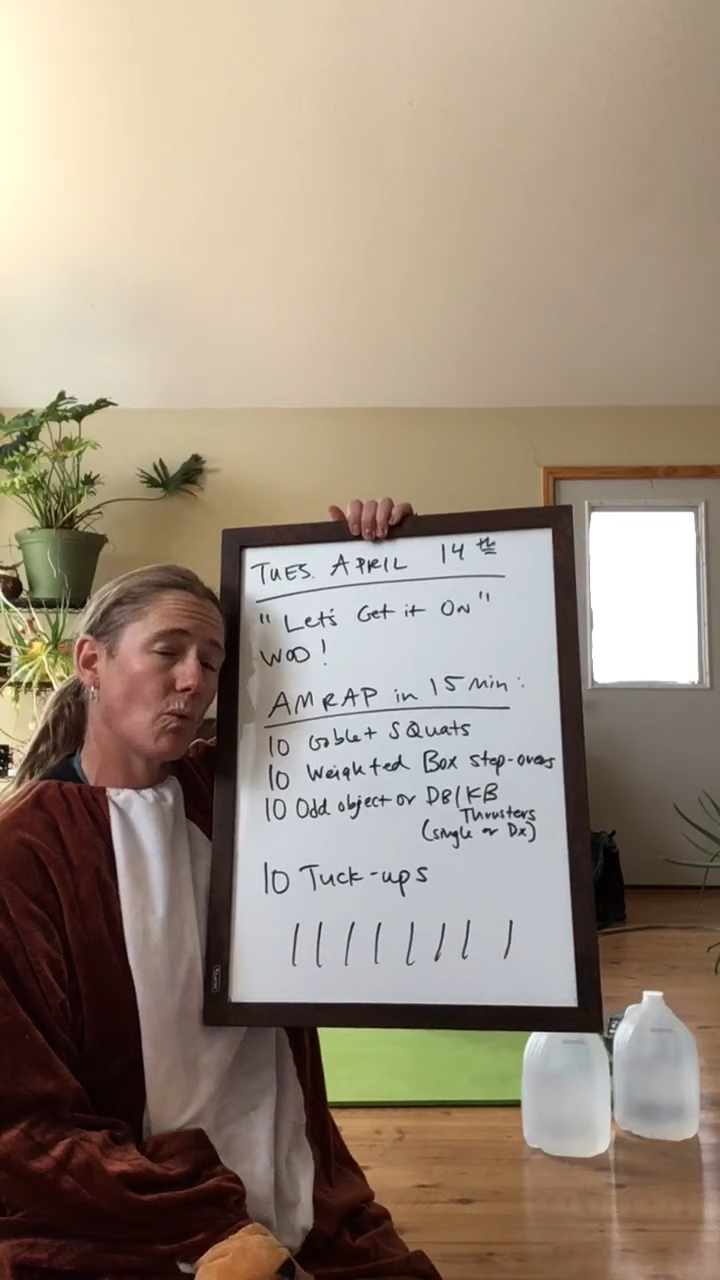 TUES. APRIL 14th
"Let's Get it On"
WOD!
AMRAP in 15 Min:
10 Goblet SQuats
10 Weighted Box step-overs
10 Odd object or DB/KB
Thrusters
(single or Dx)
10 Tuck-ups
| | | | | | | |